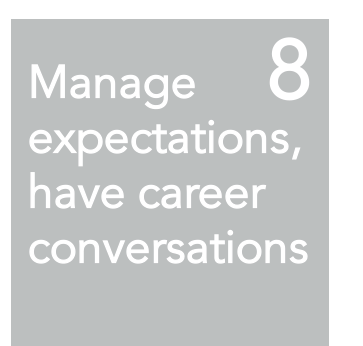 8
Manage
expectations,
have career
conversations